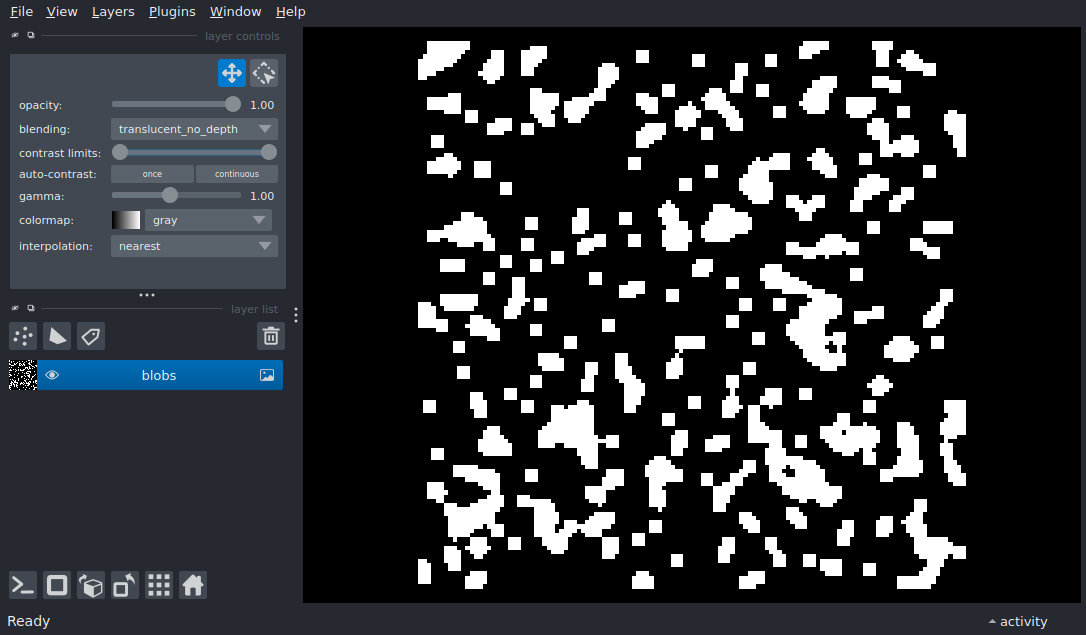 File View Layers Plugins Window Help
layer controls
opacity: 1.00
blending: translucent_no_depth
contrast limits:
auto-contrast: once continuous
gamma: 1.00
colormap: gray
interpolation: nearest
layer list
blobs
Ready
activity